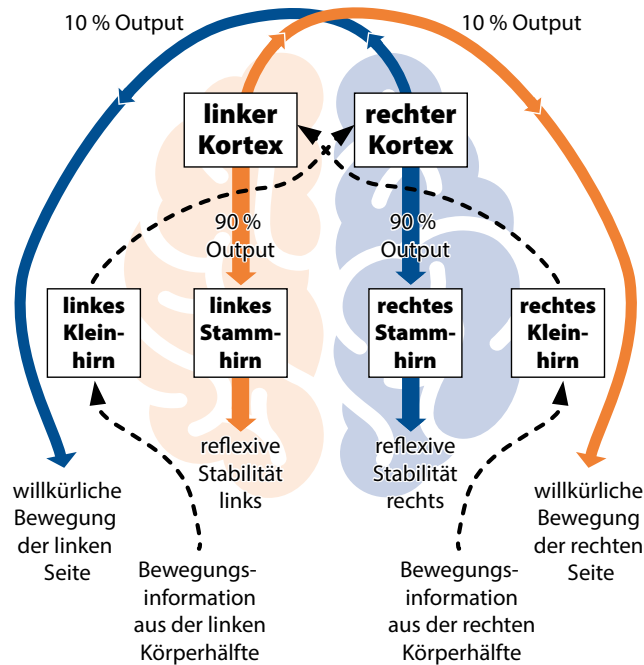 10 % Output
10 % Output
linker
Kortex
rechter
Kortex
90 %
Output
90 %
Output
linkes
Klein-
hirn
linkes
Stamm-
hirn
rechtes
Stamm-
hirn
rechtes
Klein-
hirn
reflexive
Stabilität
links
reflexive
Stabilität
rechts
willkürliche
Bewegung
der linken
Seite
willkürliche
Bewegung
der rechten
Seite
Bewegungs-
information
aus der linken
Körperhälfte
Bewegungs-
information
aus der rechten
Körperhälfte